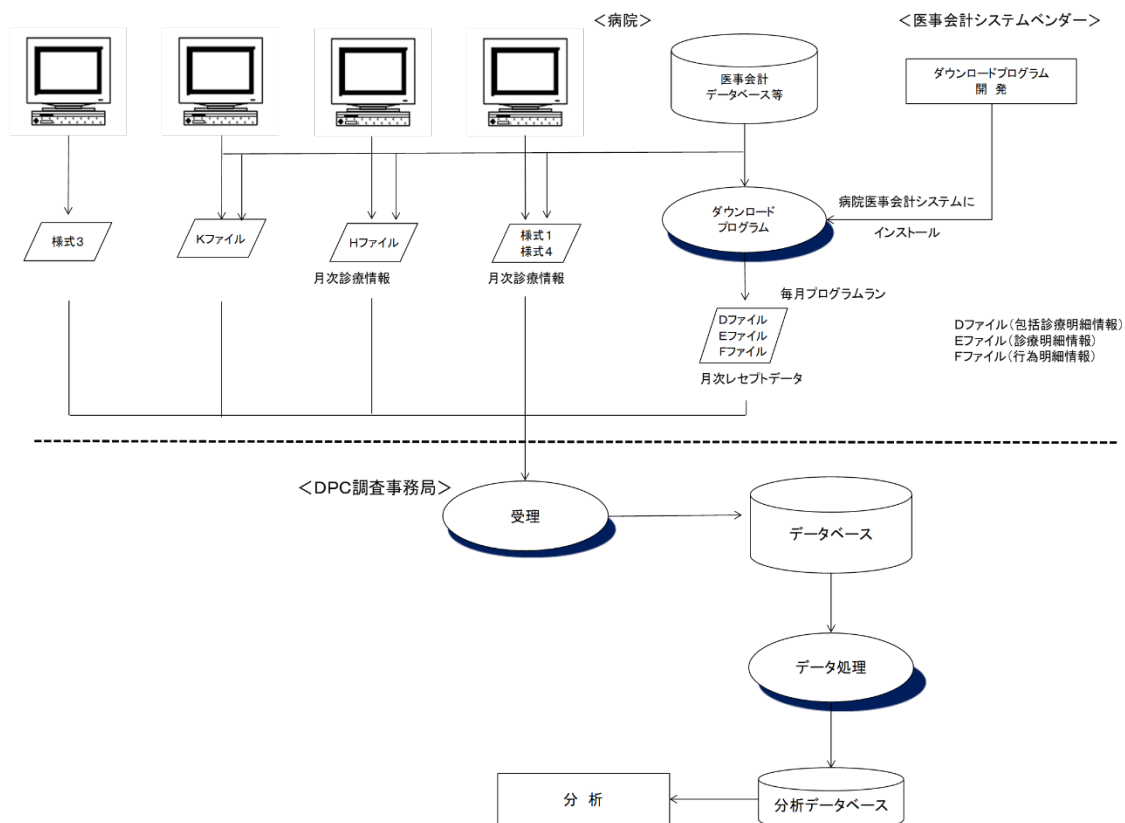 ＜病院＞
＜医事会計システムベンダー＞
医事会計
データベース等
ダウンロードプログラム
開 発
様式3
Kファイル
Hファイル
様式1
様式4
ダウンロード
プログラム
病院医事会計システムに
インストール
月次診療情報
月次診療情報
毎月プログラムラン
Dファイル
Eファイル
Fファイル
Dファイル（包括診療明細情報）
Eファイル（診療明細情報）
Fファイル（行為明細情報）
月次レセプトデータ
＜DPC調査事務局＞
受理
データベース
データ処理
分 析
分析データベース